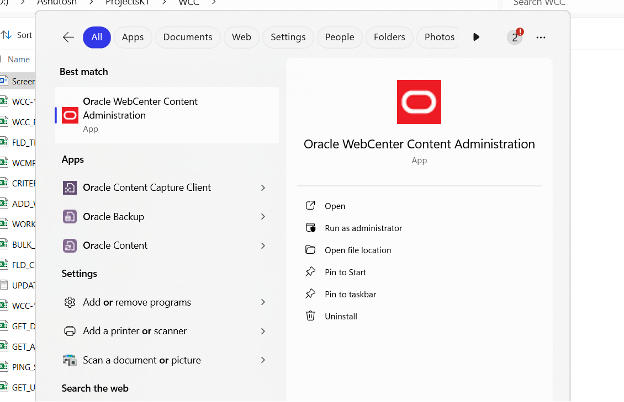 Ashutosh
ProjectsKT
WCC
Search WCC
Sort
Name
All
Apps
Documents
Web
Settings
People
Folders
Photos
2
Best match
Oracle WebCenter Content
Administration
App
Apps
Oracle Content Capture Client
Oracle Backup
Oracle Content
Settings
Add or remove programs
Add a printer or scanner
Scan a document or picture
Search the web
Oracle WebCenter Content Administration
App
Open
Run as administrator
Open file location
Pin to Start
Pin to taskbar
Uninstall
Screen
WCC-
WCC_
FLD_
WCMF
CRITER
ADD_
WORK
BULK_
FLD_C
UPDAT
WCC-
GET_D
GET_A
PING_S
GET_U